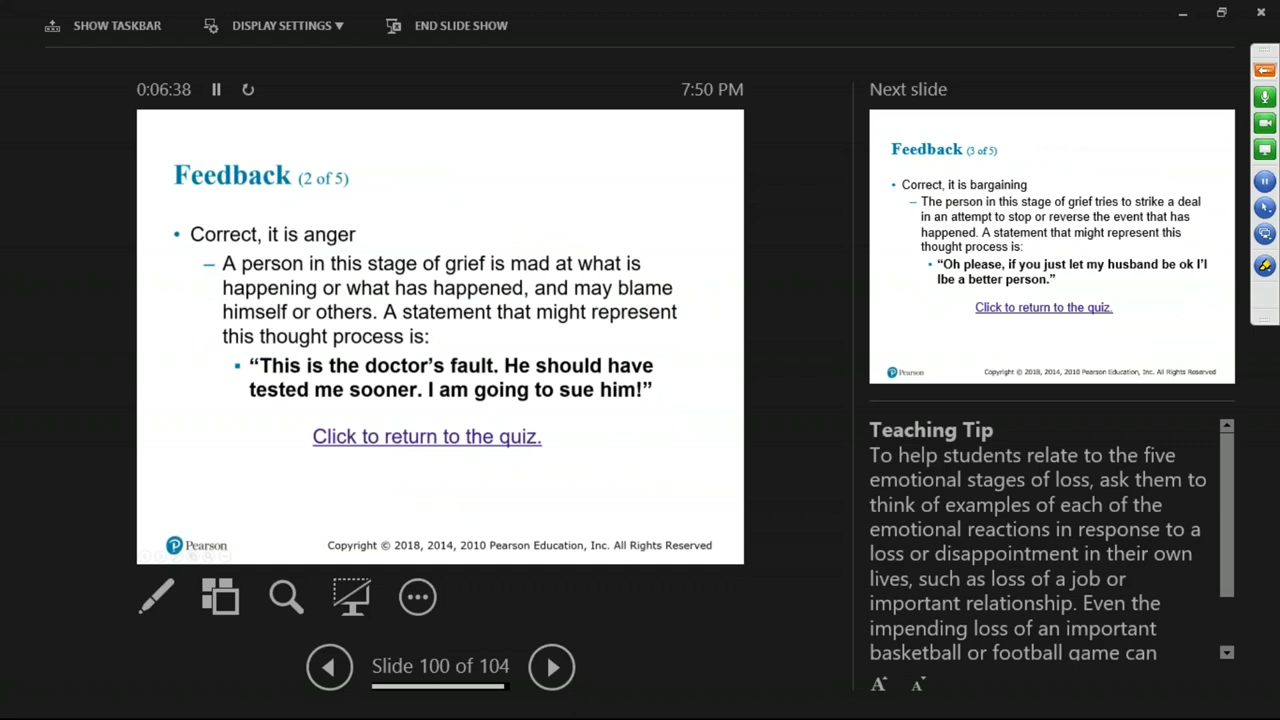 SHOW TASKBAR
DISPLAY SETTINGS ▼
END SLIDE SHOW
0:06:38
7:50 PM
Feedback (2 of 5)
• Correct, it is anger
– A person in this stage of grief is mad at what is
happening or what has happened, and may blame
himself or others. A statement that might represent
this thought process is:
▪ “This is the doctor’s fault. He should have
tested me sooner. I am going to sue him!”
Click to return to the quiz.
Pearson
Copyright © 2018, 2014, 2010 Pearson Education, Inc. All Rights Reserved
Slide 100 of 104
Next slide
Feedback (3 of 5)
• Correct, it is bargaining
– The person in this stage of grief tries to strike a deal
in an attempt to stop or reverse the event that has
happened. A statement that might represent this
thought process is:
• “Oh please, if you just let my husband be ok I’l
lbe a better person.”
Click to return to the quiz.
Pearson
Copyright © 2018, 2014, 2010 Pearson Education, Inc. All Rights Reserved
Teaching Tip
To help students relate to the five
emotional stages of loss, ask them to
think of examples of each of the
emotional reactions in response to a
loss or disappointment in their own
lives, such as loss of a job or
important relationship. Even the
impending loss of an important
basketball or football game can
A A